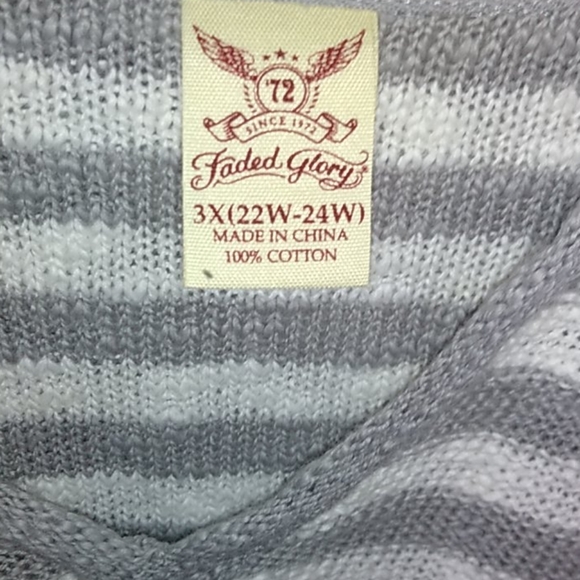 '72
SINCE 1972
Faded Glory
3X(22W-24W)
MADE IN CHINA
100% COTTON